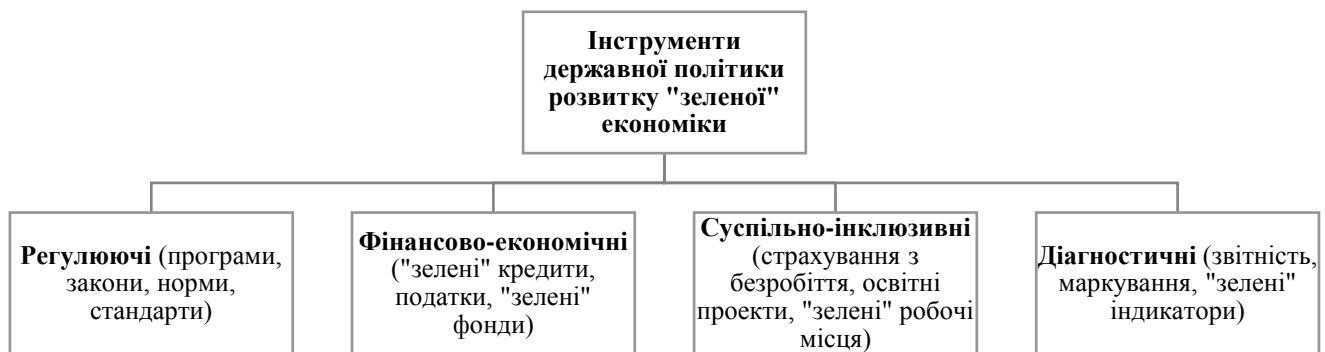 Інструменти
державної політики
розвитку "зеленої"
економіки
Регулюючі (програми,
закони, норми,
стандарти)
Фінансово-економічні
("зелені" кредити,
податки, "зелені"
фонди)
Суспільно-інклюзивні
(страхування з
безробіття, освітні
проекти, "зелені" робочі
місця)
Діагностичні (звітність,
маркування, "зелені"
індикатори)